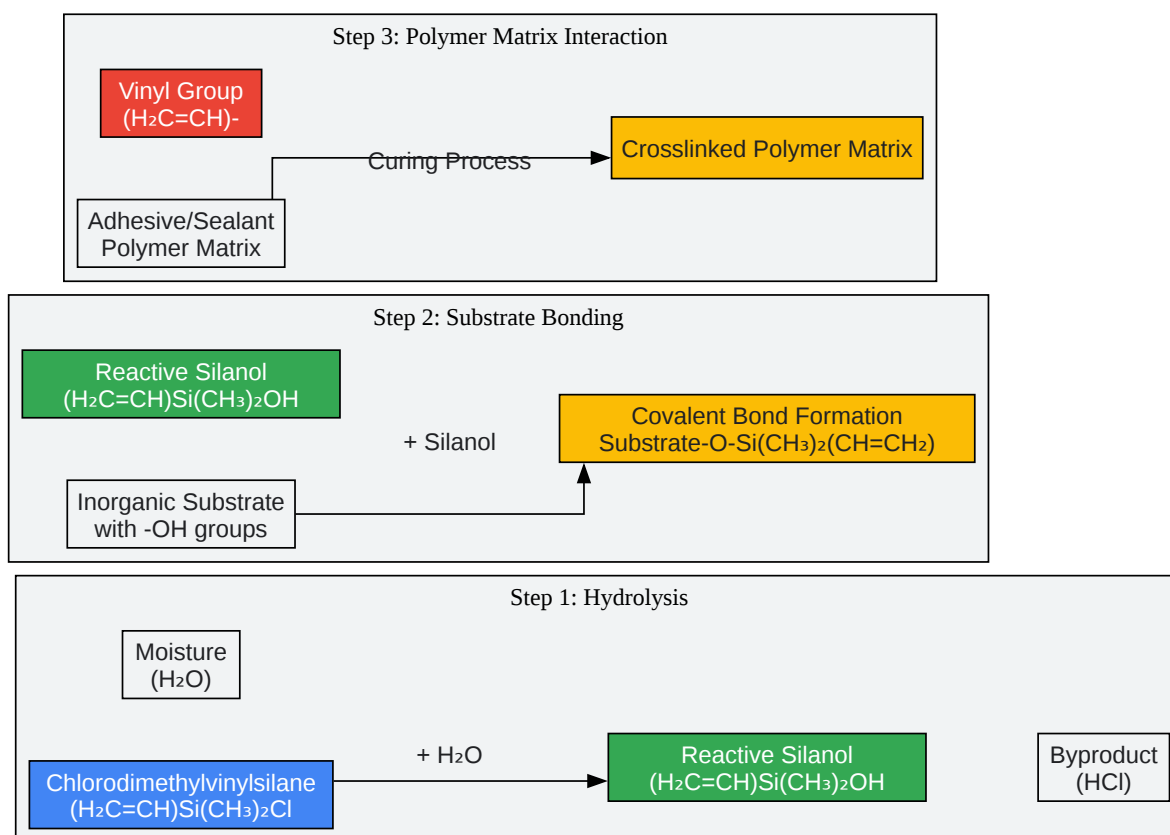 Step 3: Polymer Matrix Interaction
Vinyl Group
(H₂C=CH)-
Curing Process
Crosslinked Polymer Matrix
Adhesive/Sealant
Polymer Matrix
Step 2: Substrate Bonding
Reactive Silanol
(H₂C=CH)Si(CH₃)₂OH
+ Silanol
Covalent Bond Formation
Substrate-O-Si(CH₃)₂(CH=CH₂)
Inorganic Substrate
with -OH groups
Step 1: Hydrolysis
Moisture
(H₂O)
Chlorodimethylvinylsilane
(H₂C=CH)Si(CH₃)₂Cl
+ H₂O
Reactive Silanol
(H₂C=CH)Si(CH₃)₂OH
Byproduct
(HCl)